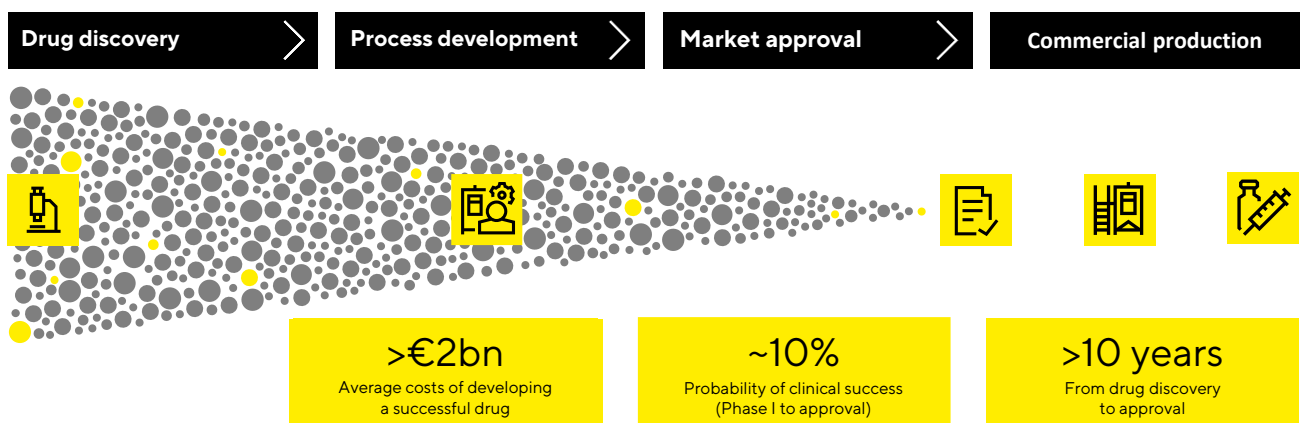 Drug discovery
Process development
Market approval
Commercial production
>€2bn
Average costs of developing
a successful drug
~10%
Probability of clinical success
(Phase I to approval)
>10 years
From drug discovery
to approval